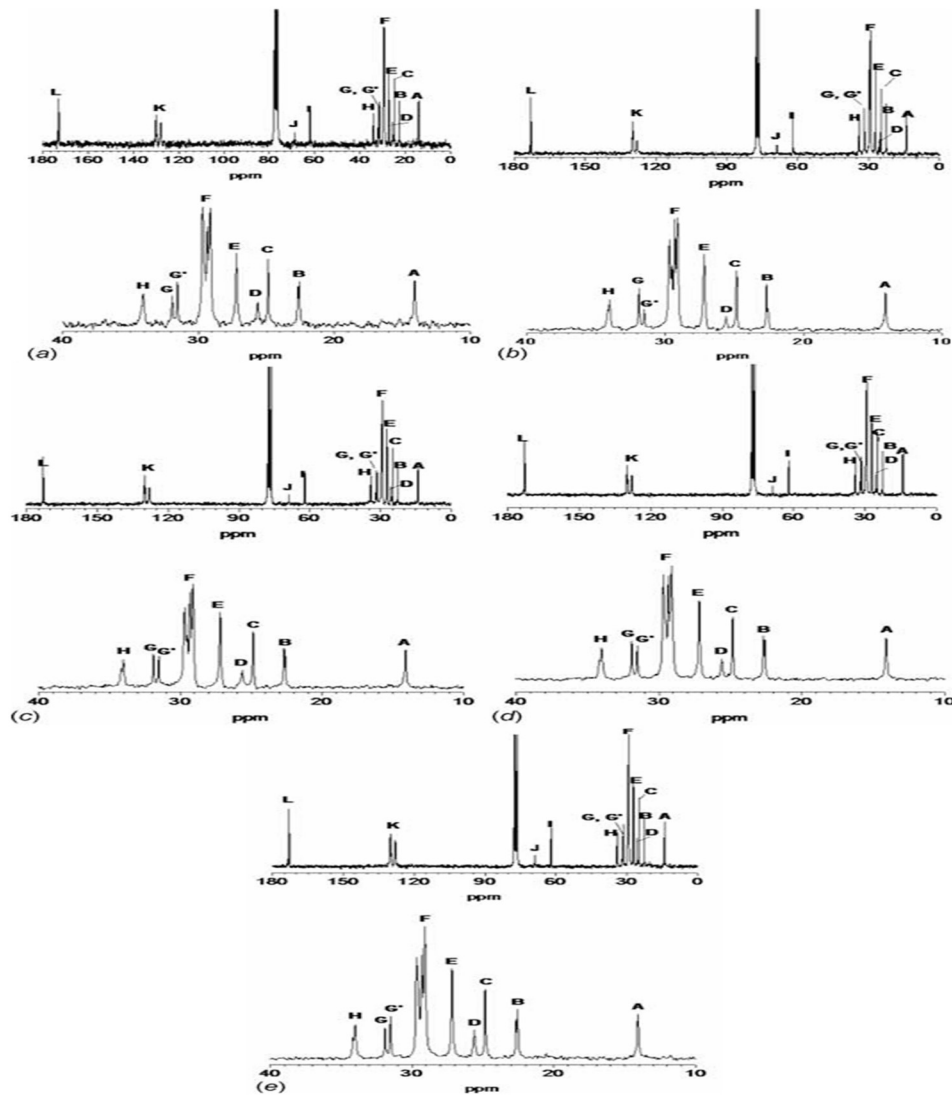 F
L K J I H G, G' E C D B A
180 160 140 120 100 80 60 40 20 0
ppm
F
H G G' E D C B A
40 30 20 10
(a) ppm
F
L K J I H G, G' E C B D A
180 150 120 90 60 30 0
ppm
F
H G G' E D C B A
40 30 20 10
(b) ppm
F
L K J I H G, G' E C B D A
180 150 120 90 60 30 0
ppm
F
H G G' E D C B A
40 30 20 10
(c) ppm
F
L K J I H G, G' E C B D A
180 150 120 90 60 30 0
ppm
F
H G G' E D C B A
40 30 20 10
(d) ppm
F
L K J I H G, G' E C B D A
180 150 120 90 60 30 0
ppm
F
H G G' E D C B A
40 30 20 10
(e) ppm